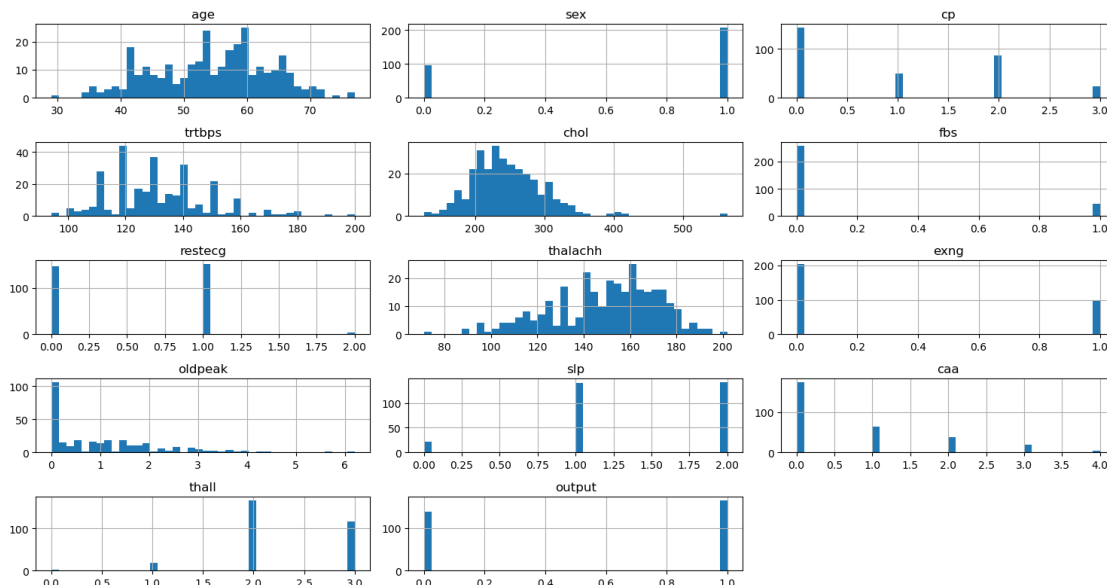 age sex cp
20 200 100
10 100
0 0 0
30 40 50 60 70 0.0 0.2 0.4 0.6 0.8 1.0 0.0 0.5 1.0 1.5 2.0 2.5 3.0
trtbps chol fbs
40 20 200
20 100
0 0 0
100 120 140 160 180 200 200 300 400 500 0.0 0.2 0.4 0.6 0.8 1.0
restecg thalachh exng
100 20 200
10 100
0 0 0
0.00 0.25 0.50 0.75 1.00 1.25 1.50 1.75 2.00 80 100 120 140 160 180 200 0.0 0.2 0.4 0.6 0.8 1.0
oldpeak slp caa
100 100 100
50 50
0 0 0
0 1 2 3 4 5 6 0.00 0.25 0.50 0.75 1.00 1.25 1.50 1.75 2.00 0.0 0.5 1.0 1.5 2.0 2.5 3.0 3.5 4.0
thall output
100 100
0 0
0.0 0.5 1.0 1.5 2.0 2.5 3.0 0.0 0.2 0.4 0.6 0.8 1.0